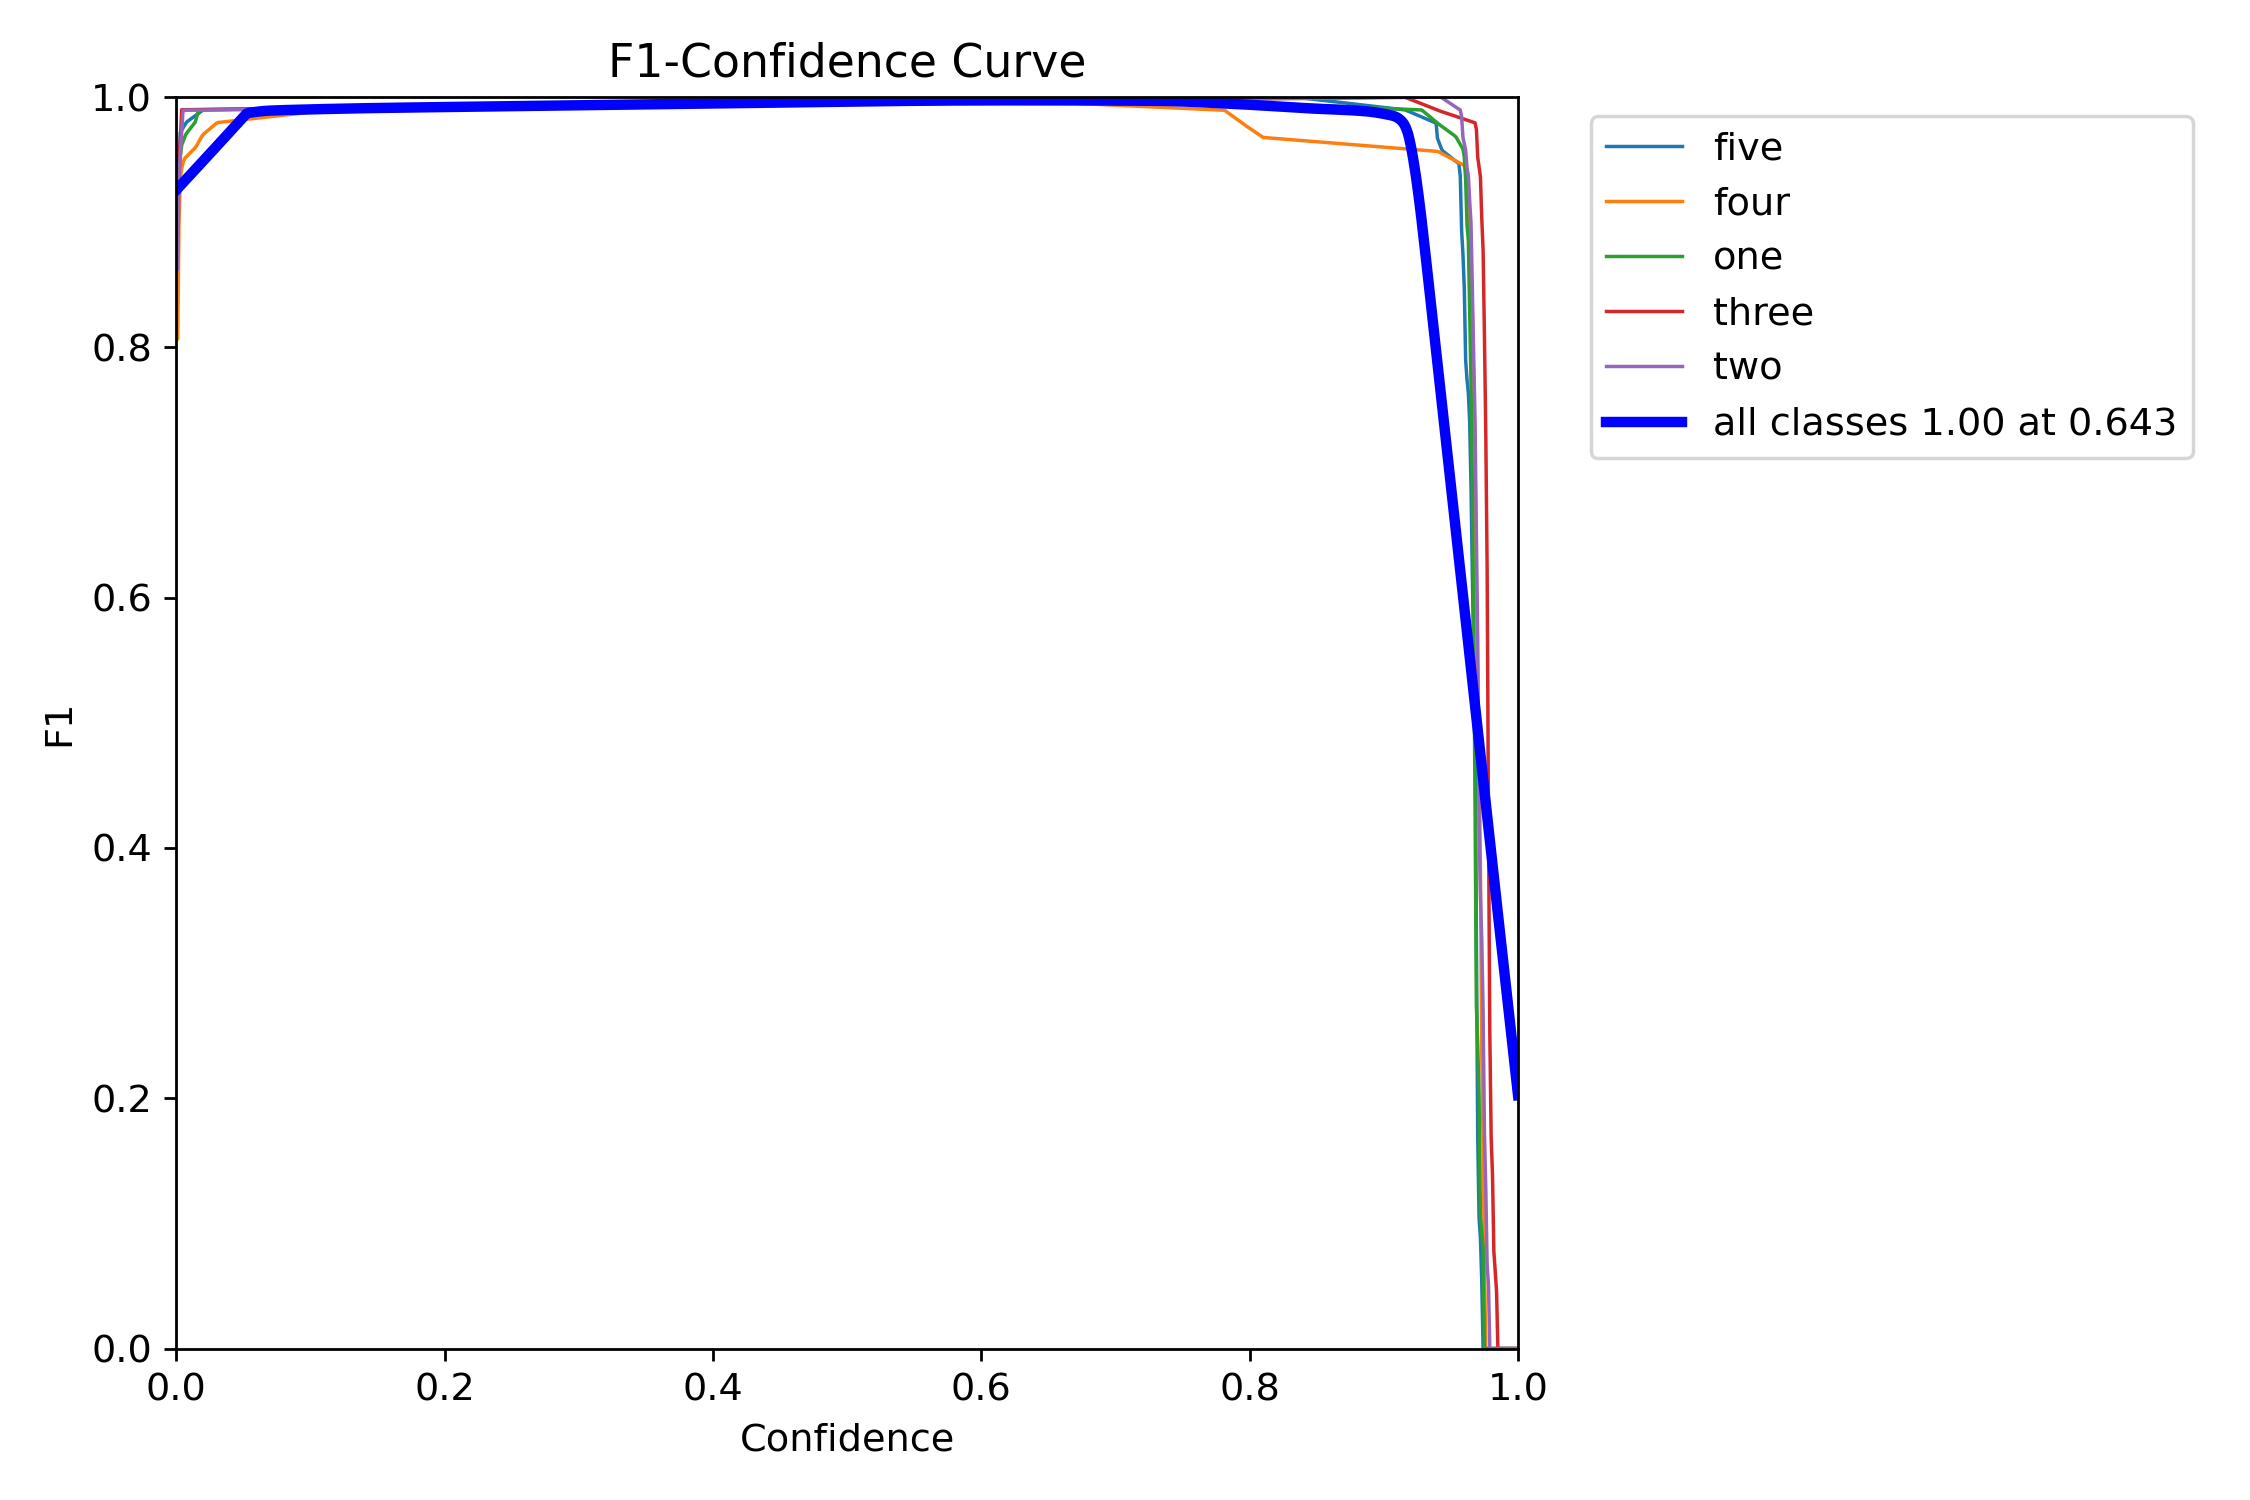 F1-Confidence Curve
1.0
0.8
0.6
0.4
0.2
0.0
F1
0.0 0.2 0.4 0.6 0.8 1.0
Confidence
five
four
one
three
two
all classes 1.00 at 0.643